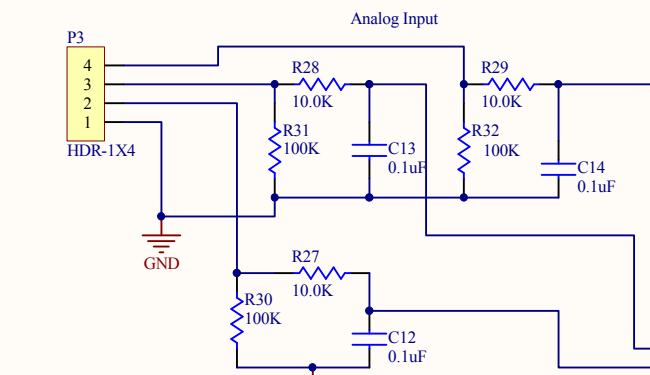 Analog Input
P3
4
3
2
1
HDR-1X4
R28
10.0K
R29
10.0K
R31
100K
C13
0.1uF
R32
100K
C14
0.1uF
GND
R27
10.0K
R30
100K
C12
0.1uF